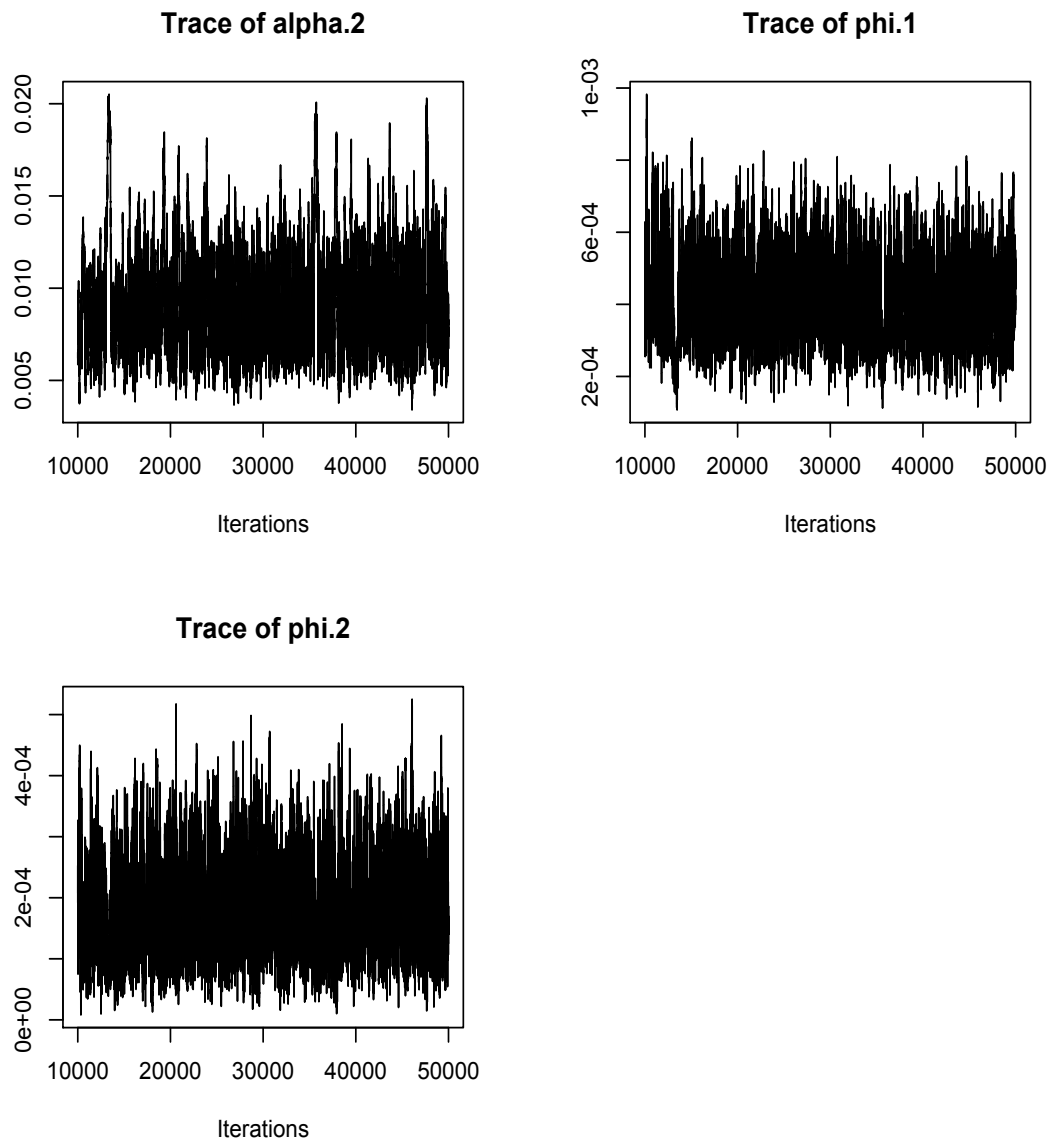 Trace of alpha.2
0.020
0.015
0.010
0.005
10000 20000 30000 40000 50000
Iterations
Trace of phi.1
1e-03
6e-04
2e-04
10000 20000 30000 40000 50000
Iterations
Trace of phi.2
4e-04
2e-04
0e+00
10000 20000 30000 40000 50000
Iterations